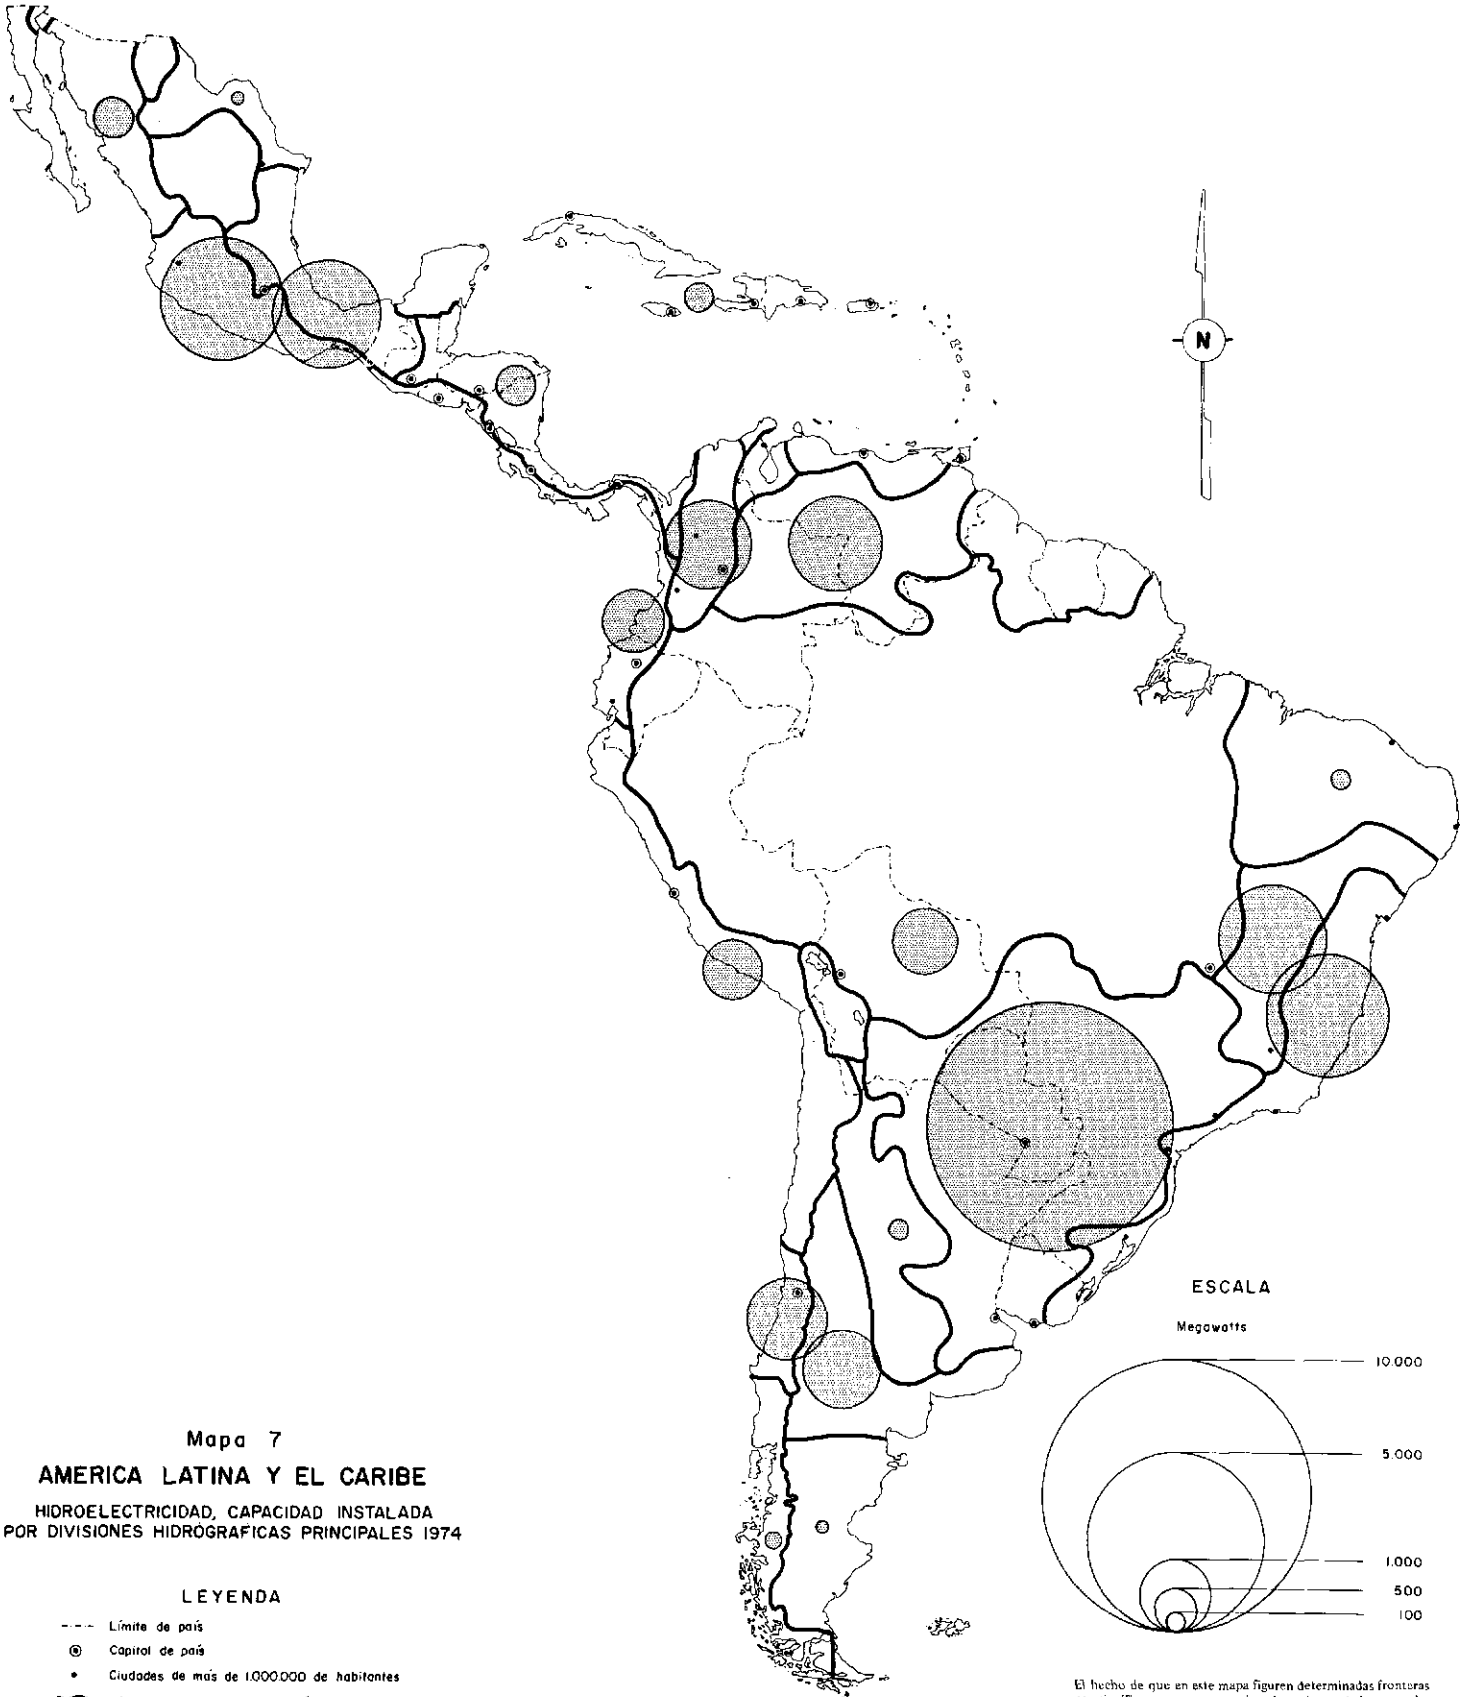 N
ESCALA
Megawatts
10.000
5.000
1.000
500
100
Mapa 7
AMERICA LATINA Y EL CARIBE
HIDROELECTRICIDAD, CAPACIDAD INSTALADA
POR DIVISIONES HIDROGRAFICAS PRINCIPALES 1974
LEYENDA
Límite de país
Capital de país
Ciudades de más de 1.000.000 de habitantes
El hecho de que en este mapa figuren determinadas fronteras